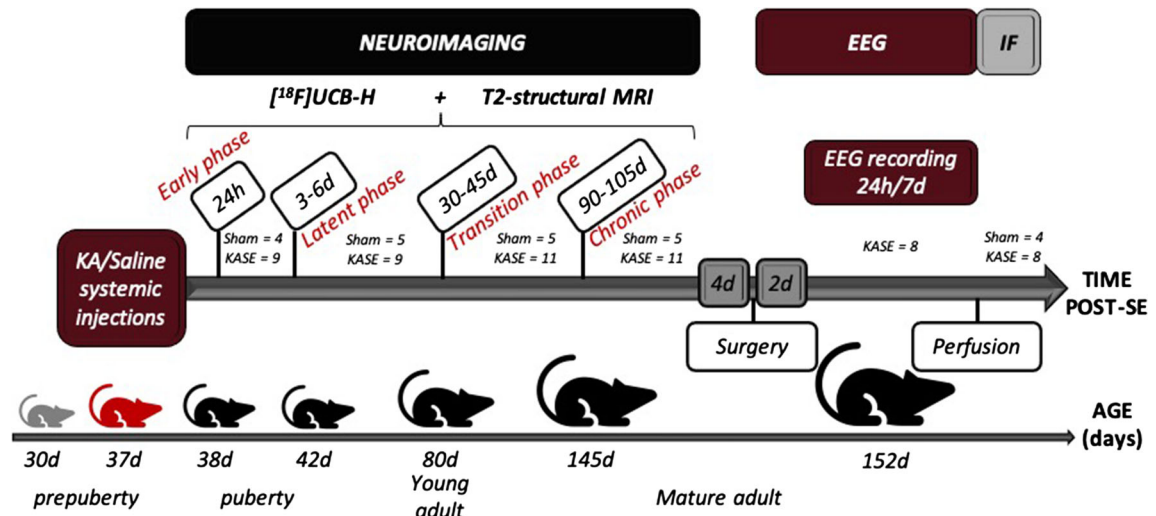 NEUROIMAGING
EEG
IF
[¹⁸F]UCB-H + T2-structural MRI
Early phase
24h
3-6d
Latent phase
30-45d
Transition phase
90-105d
Chronic phase
EEG recording
24h/7d
KA/Saline
systemic
injections
Sham = 4
KASE = 9
Sham = 5
KASE = 9
Sham = 5
KASE = 11
Sham = 5
KASE = 11
KASE = 8
Sham = 4
KASE = 8
4d
2d
TIME
POST-SE
Surgery
Perfusion
AGE
(days)
30d
37d
38d
42d
80d
145d
152d
prepuberty
puberty
Young
adult
Mature adult